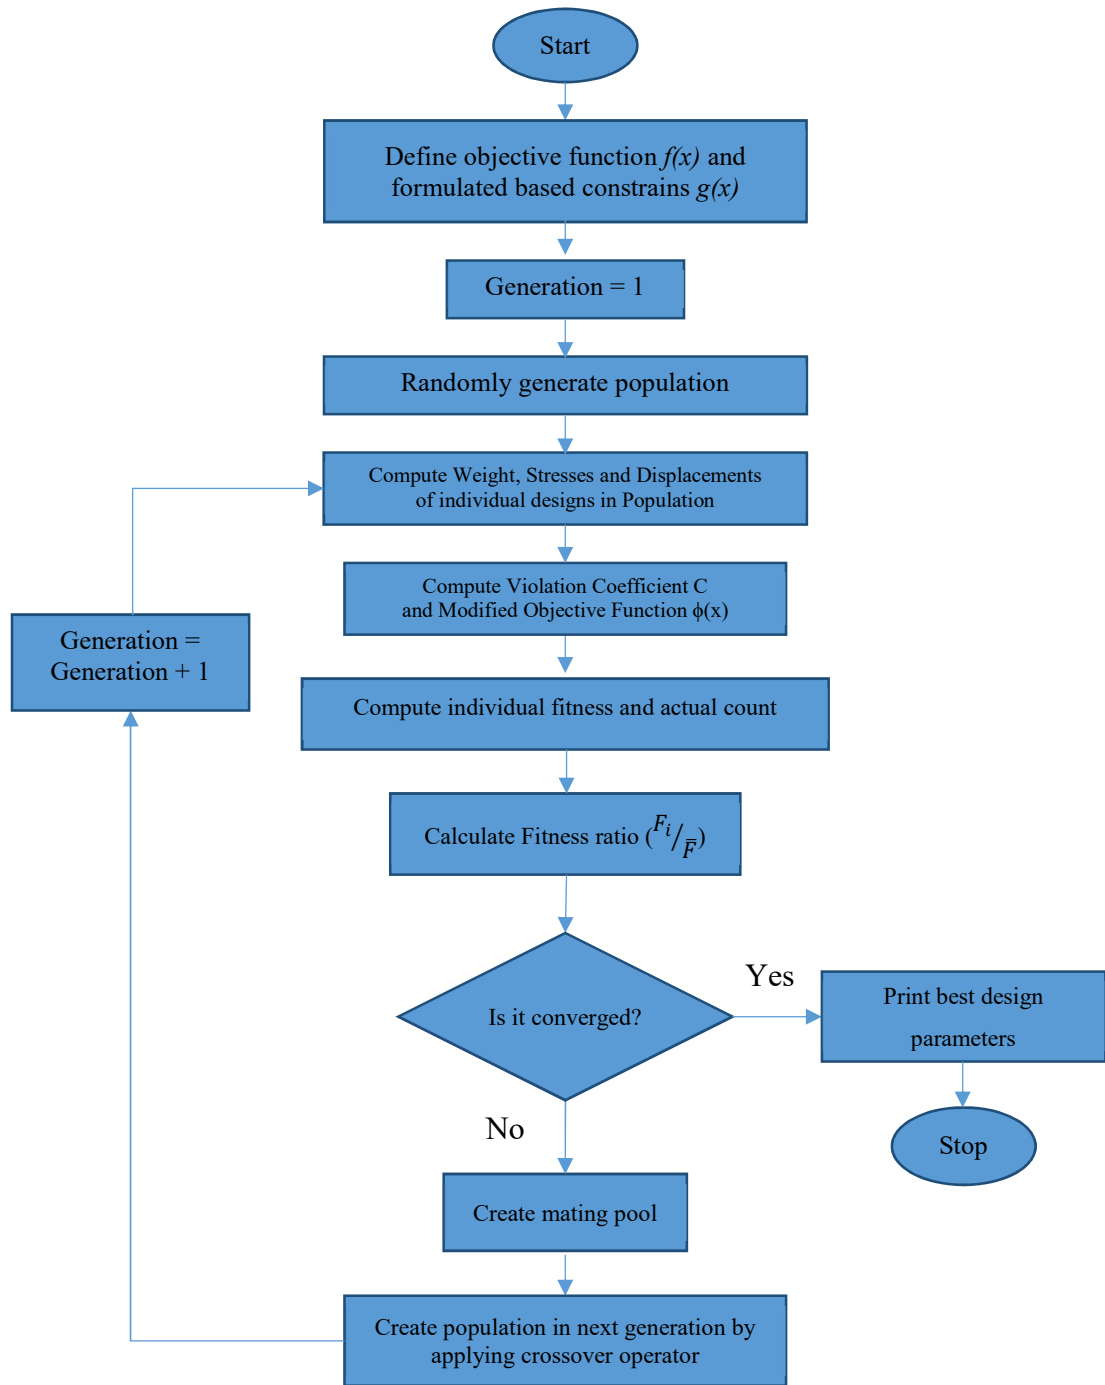 Start
Define objective function f(x) and
formulated based constrains g(x)
Generation = 1
Randomly generate population
Compute Weight, Stresses and Displacements
of individual designs in Population
Compute Violation Coefficient C
and Modified Objective Function ϕ(x)
Generation =
Generation + 1
Compute individual fitness and actual count
Calculate Fitness ratio (Fᵢ/F̅)
Is it converged?
Yes
Print best design
parameters
Stop
No
Create mating pool
Create population in next generation by
applying crossover operator